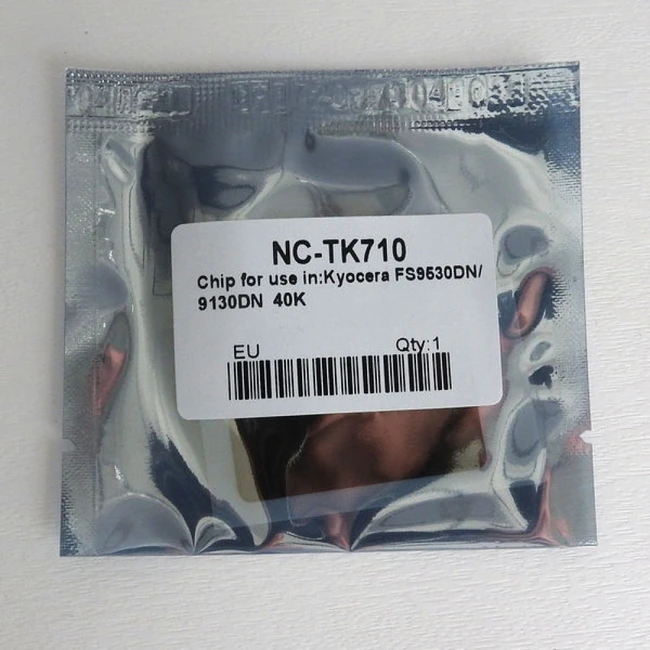 NC-TK710
Chip for use in:Kyocera FS9530DN/
9130DN 40K
EU Qty:1